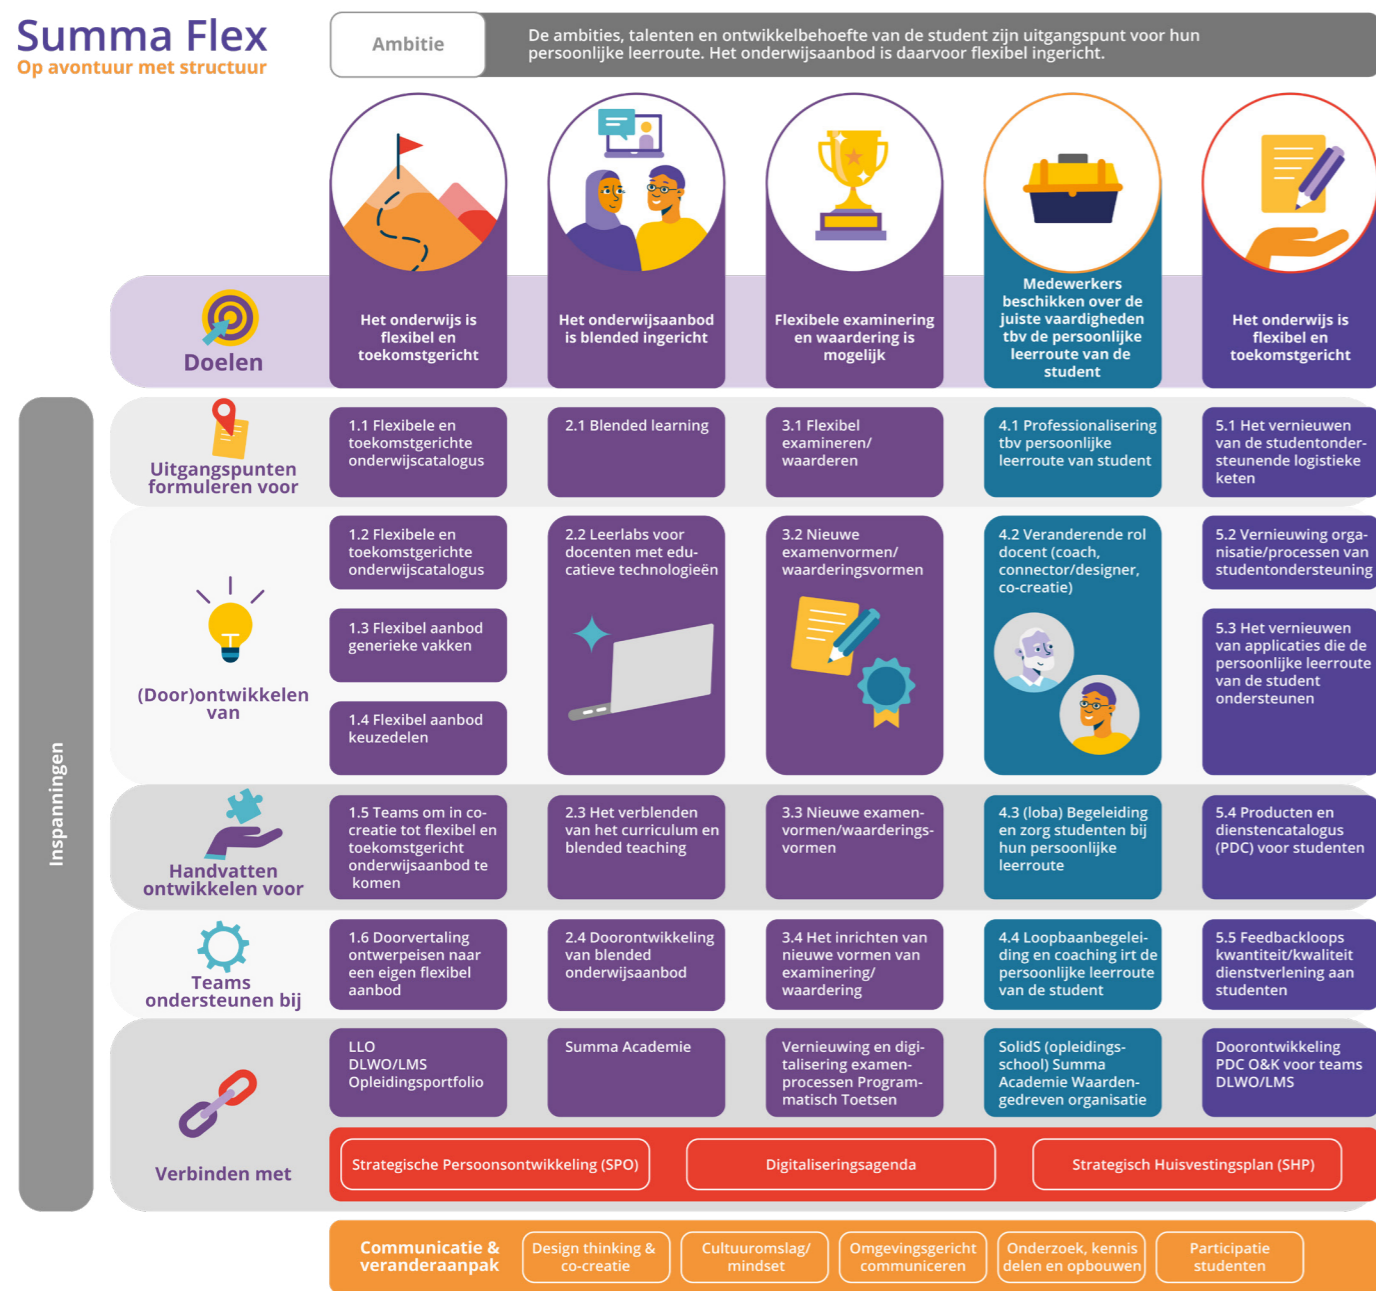 Summa Flex
Op avontuur met structuur
Ambitie
De ambities, talenten en ontwikkelbehoefte van de student zijn uitgangspunt voor hun
persoonlijke leerroute. Het onderwijsaanbod is daarvoor flexibel ingericht.
Doelen
Het onderwijs is
flexibel en
toekomstgericht
Het onderwijsaanbod
is blended ingericht
Flexibele examinering
en waardering is
mogelijk
Medewerkers
beschikken over de
juiste vaardigheden
tbv de persoonlijke
leerroute van de
student
Het onderwijs is
flexibel en
toekomstgericht
Inspanningen
Uitgangspunten
formuleren voor
1.1 Flexibele en
toekomstgerichte
onderwijscatalogus
2.1 Blended learning
3.1 Flexibel
examineren/
waarderen
4.1 Professionalisering
tbv persoonlijke
leerroute van student
5.1 Het vernieuwen
van de studentonder-
steunende logistieke
keten
(Door)ontwikkelen
van
1.2 Flexibele en
toekomstgerichte
onderwijscatalogus
1.3 Flexibel aanbod
generieke vakken
1.4 Flexibel aanbod
keuzedelen
2.2 Leerlabs voor
docenten met edu-
catieve technologieën
3.2 Nieuwe
examenvormen/
waarderingsvormen
4.2 Veranderende rol
docent (coach,
connector/designer,
co-creatie)
5.2 Vernieuwing orga-
nisatie/processen van
studentondersteuning
5.3 Het vernieuwen
van applicaties die de
persoonlijke leerroute
van de student
ondersteunen
Handvatten
ontwikkelen voor
1.5 Teams om in co-
creatie tot flexibel en
toekomstgericht
onderwijsaanbod te
komen
2.3 Het verblenden
van het curriculum en
blended teaching
3.3 Nieuwe examen-
vormen/waarderings-
vormen
4.3 (loba) Begeleiding
en zorg studenten bij
hun persoonlijke
leerroute
5.4 Producten en
dienstencatalogus
(PDC) voor studenten
Teams
ondersteunen bij
1.6 Doorvertaling
ontwerpeisen naar
een eigen flexibel
aanbod
2.4 Doorontwikkeling
van blended
onderwijsaanbod
3.4 Het inrichten van
nieuwe vormen van
examinering/
waardering
4.4 Loopbaanbegelei-
ding en coaching irt de
persoonlijke leerroute
van de student
5.5 Feedbackloops
kwantiteit/kwaliteit
dienstverlening aan
studenten
Verbinden met
LLO
DLWO/LMS
Opleidingsportfolio
Summa Academie
Vernieuwing en digi-
talisering examen-
processen Program-
matisch Toetsen
SolidS (opleidings-
school) Summa
Academie Waarden-
gedreven organisatie
Doorontwikkeling
PDC O&K voor teams
DLWO/LMS
Strategische Persoonsontwikkeling (SPO)
Digitaliseringsagenda
Strategisch Huisvestingsplan (SHP)
Communicatie &
veranderaanpak
Design thinking &
co-creatie
Cultuuromslag/
mindset
Omgevingsgericht
communiceren
Onderzoek, kennis
delen en opbouwen
Participatie
studenten